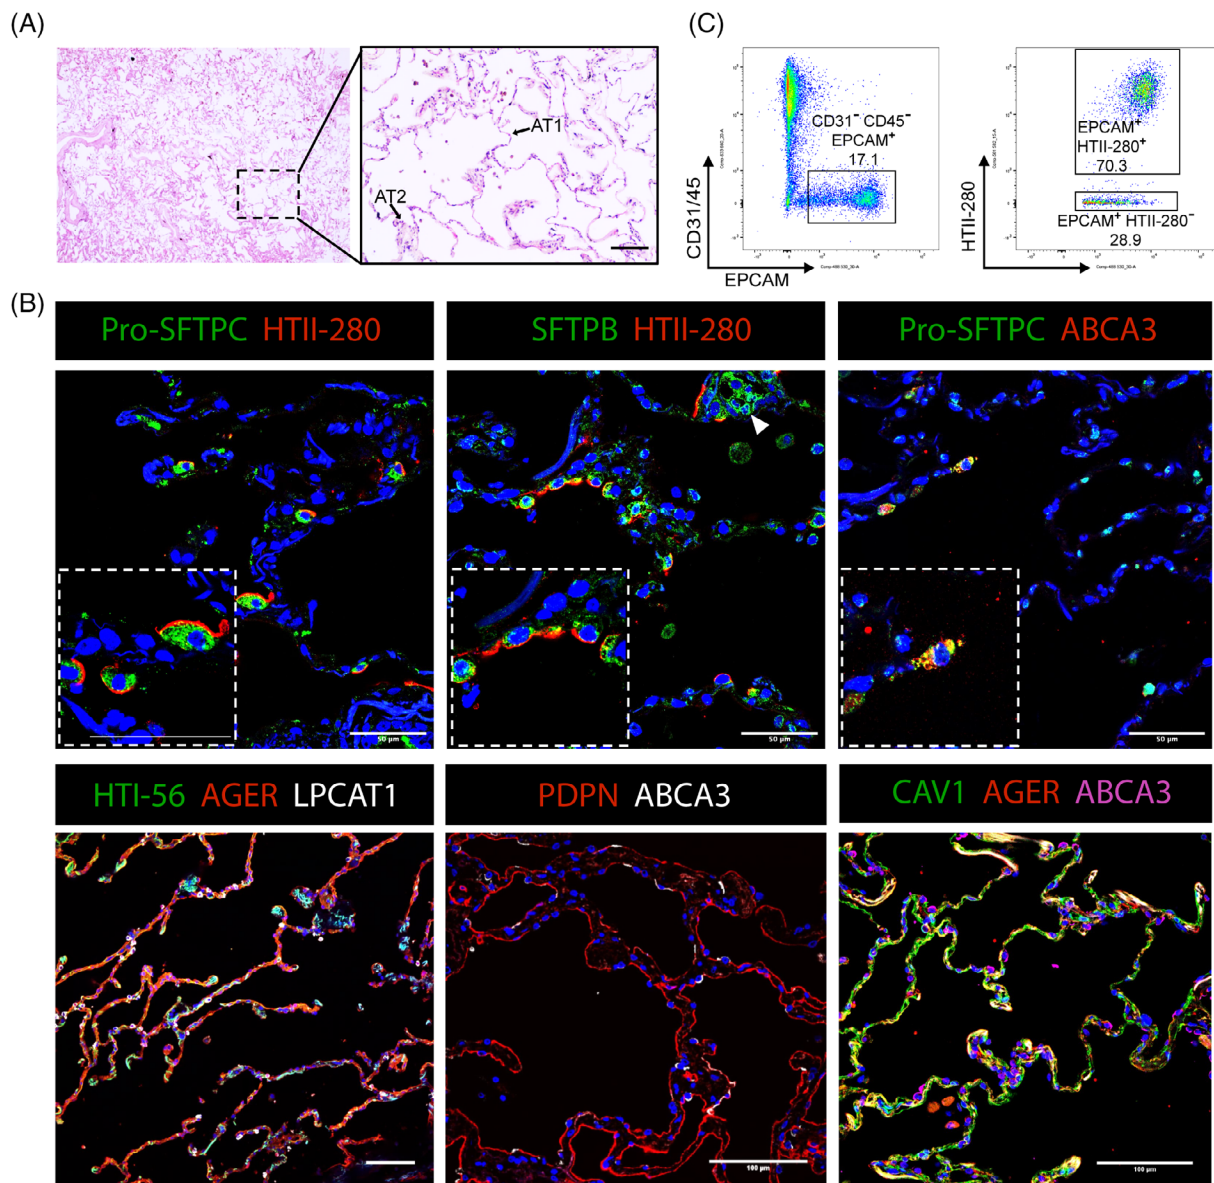 (A)
AT1
AT2
(C)
CD31⁻ CD45⁻
EPCAM⁺
17.1
CD31/45
EPCAM
EPCAM⁺
HTII-280⁺
70.3
EPCAM⁺ HTII-280⁻
28.9
HTII-280
(B)
Pro-SFTPC HTII-280
SFTPB HTII-280
Pro-SFTPC ABCA3
50 μm
50 μm
50 μm
HTI-56 AGER LPCAT1
PDPN ABCA3
CAV1 AGER ABCA3
100 μm
100 μm